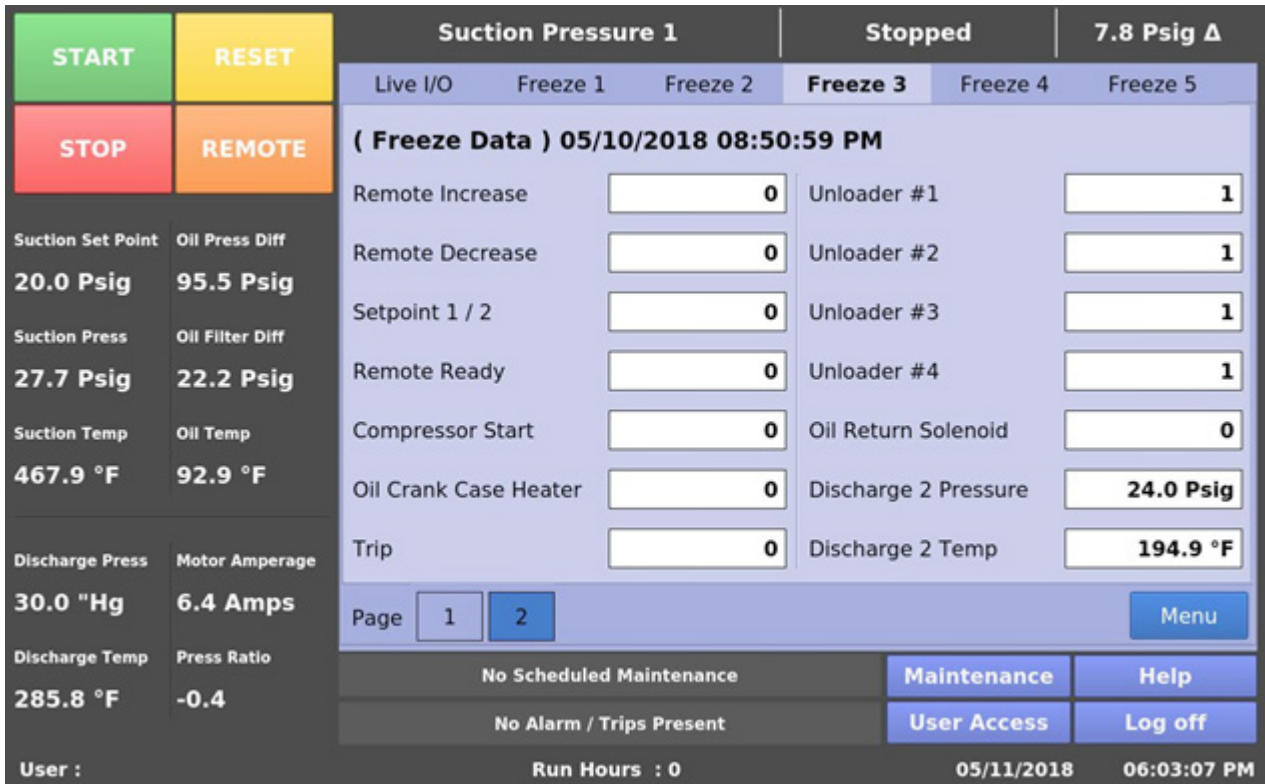 START RESET
STOP REMOTE
Suction Pressure 1 Stopped 7.8 Psig Δ
Live I/O Freeze 1 Freeze 2 Freeze 3 Freeze 4 Freeze 5
( Freeze Data ) 05/10/2018 08:50:59 PM
Remote Increase 0 Unloader #1 1
Remote Decrease 0 Unloader #2 1
Setpoint 1 / 2 0 Unloader #3 1
Remote Ready 0 Unloader #4 1
Compressor Start 0 Oil Return Solenoid 0
Oil Crank Case Heater 0 Discharge 2 Pressure 24.0 Psig
Trip 0 Discharge 2 Temp 194.9 °F
Page 1 2 Menu
Suction Set Point Oil Press Diff
20.0 Psig 95.5 Psig
Suction Press Oil Filter Diff
27.7 Psig 22.2 Psig
Suction Temp Oil Temp
467.9 °F 92.9 °F
Discharge Press Motor Amperage
30.0 "Hg 6.4 Amps
Discharge Temp Press Ratio
285.8 °F -0.4
No Scheduled Maintenance Maintenance Help
No Alarm / Trips Present User Access Log off
User : Run Hours : 0 05/11/2018 06:03:07 PM